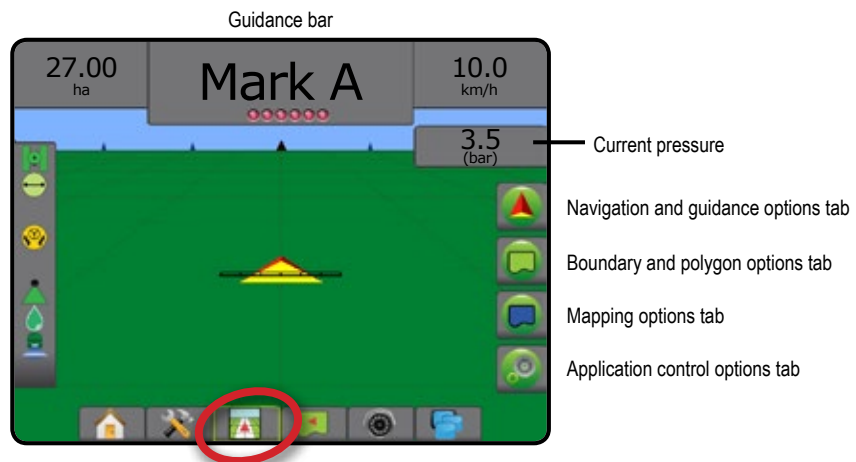 Guidance bar
27.00
ha
Mark A
10.0
km/h
3.5
(bar)
Current pressure
Navigation and guidance options tab
Boundary and polygon options tab
Mapping options tab
Application control options tab